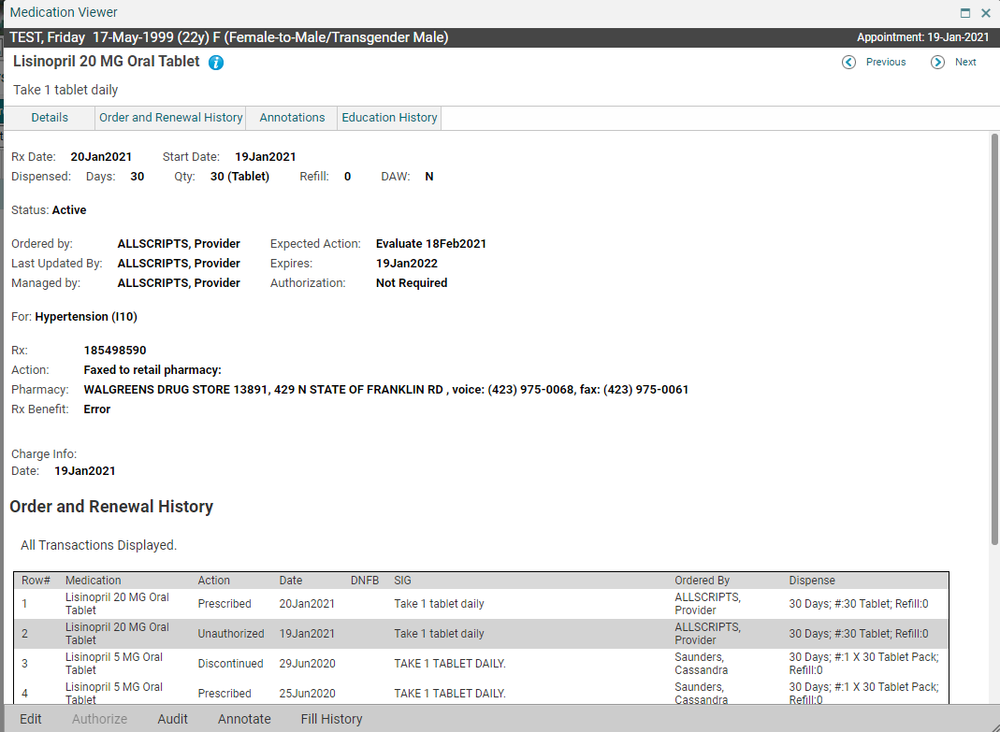 Medication Viewer
TEST, Friday 17-May-1999 (22y) F (Female-to-Male/Transgender Male) Appointment: 19-Jan-2021
Lisinopril 20 MG Oral Tablet Previous Next
Take 1 tablet daily
Details Order and Renewal History Annotations Education History
Rx Date: 20Jan2021 Start Date: 19Jan2021
Dispensed: Days: 30 Qty: 30 (Tablet) Refill: 0 DAW: N
Status: Active
Ordered by: ALLSCRIPTS, Provider Expected Action: Evaluate 18Feb2021
Last Updated By: ALLSCRIPTS, Provider Expires: 19Jan2022
Managed by: ALLSCRIPTS, Provider Authorization: Not Required
For: Hypertension (I10)
Rx: 185498590
Action: Faxed to retail pharmacy:
Pharmacy: WALGREENS DRUG STORE 13891, 429 N STATE OF FRANKLIN RD , voice: (423) 975-0068, fax: (423) 975-0061
Rx Benefit: Error
Charge Info:
Date: 19Jan2021
Order and Renewal History
All Transactions Displayed.
Row# Medication Action Date DNFB SIG Ordered By Dispense
1 Lisinopril 20 MG Oral Tablet Prescribed 20Jan2021 Take 1 tablet daily ALLSCRIPTS, Provider 30 Days; #:30 Tablet; Refill:0
2 Lisinopril 20 MG Oral Tablet Unauthorized 19Jan2021 Take 1 tablet daily ALLSCRIPTS, Provider 30 Days; #:30 Tablet; Refill:0
3 Lisinopril 5 MG Oral Tablet Discontinued 29Jun2020 TAKE 1 TABLET DAILY. Saunders, Cassandra 30 Days; #:1 X 30 Tablet Pack; Refill:0
4 Lisinopril 5 MG Oral Tablet Prescribed 25Jun2020 TAKE 1 TABLET DAILY. Saunders, Cassandra 30 Days; #:1 X 30 Tablet Pack; Refill:0
Edit Authorize Audit Annotate Fill History